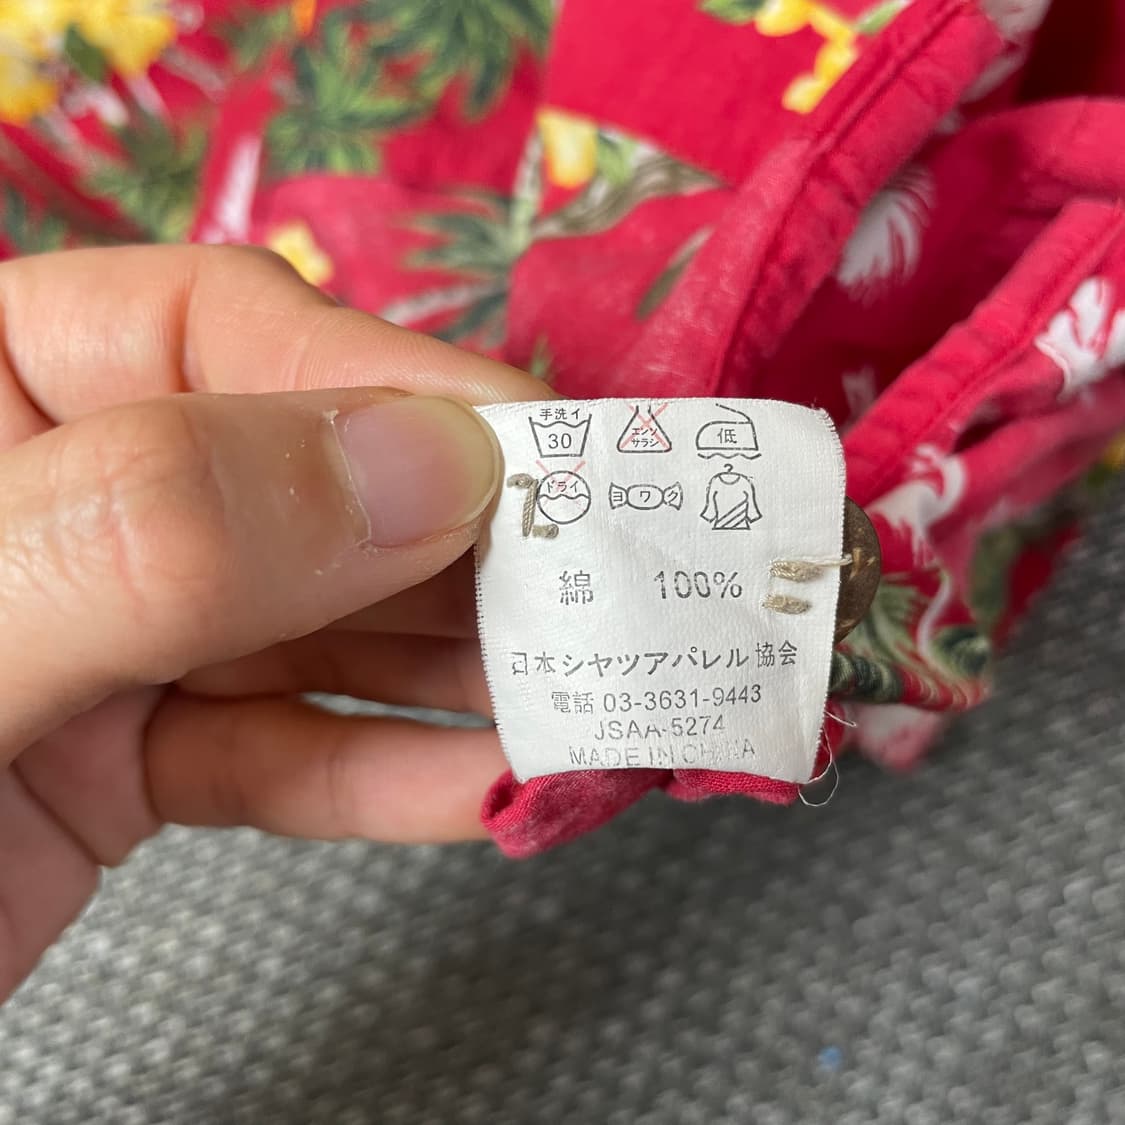 手洗イ
30
エンソ
サラシ
低
ドライ
ヨワク
綿 100%
日本シヤツアパレル協会
電話 03-3631-9443
JSAA-5274
MADE IN CHINA